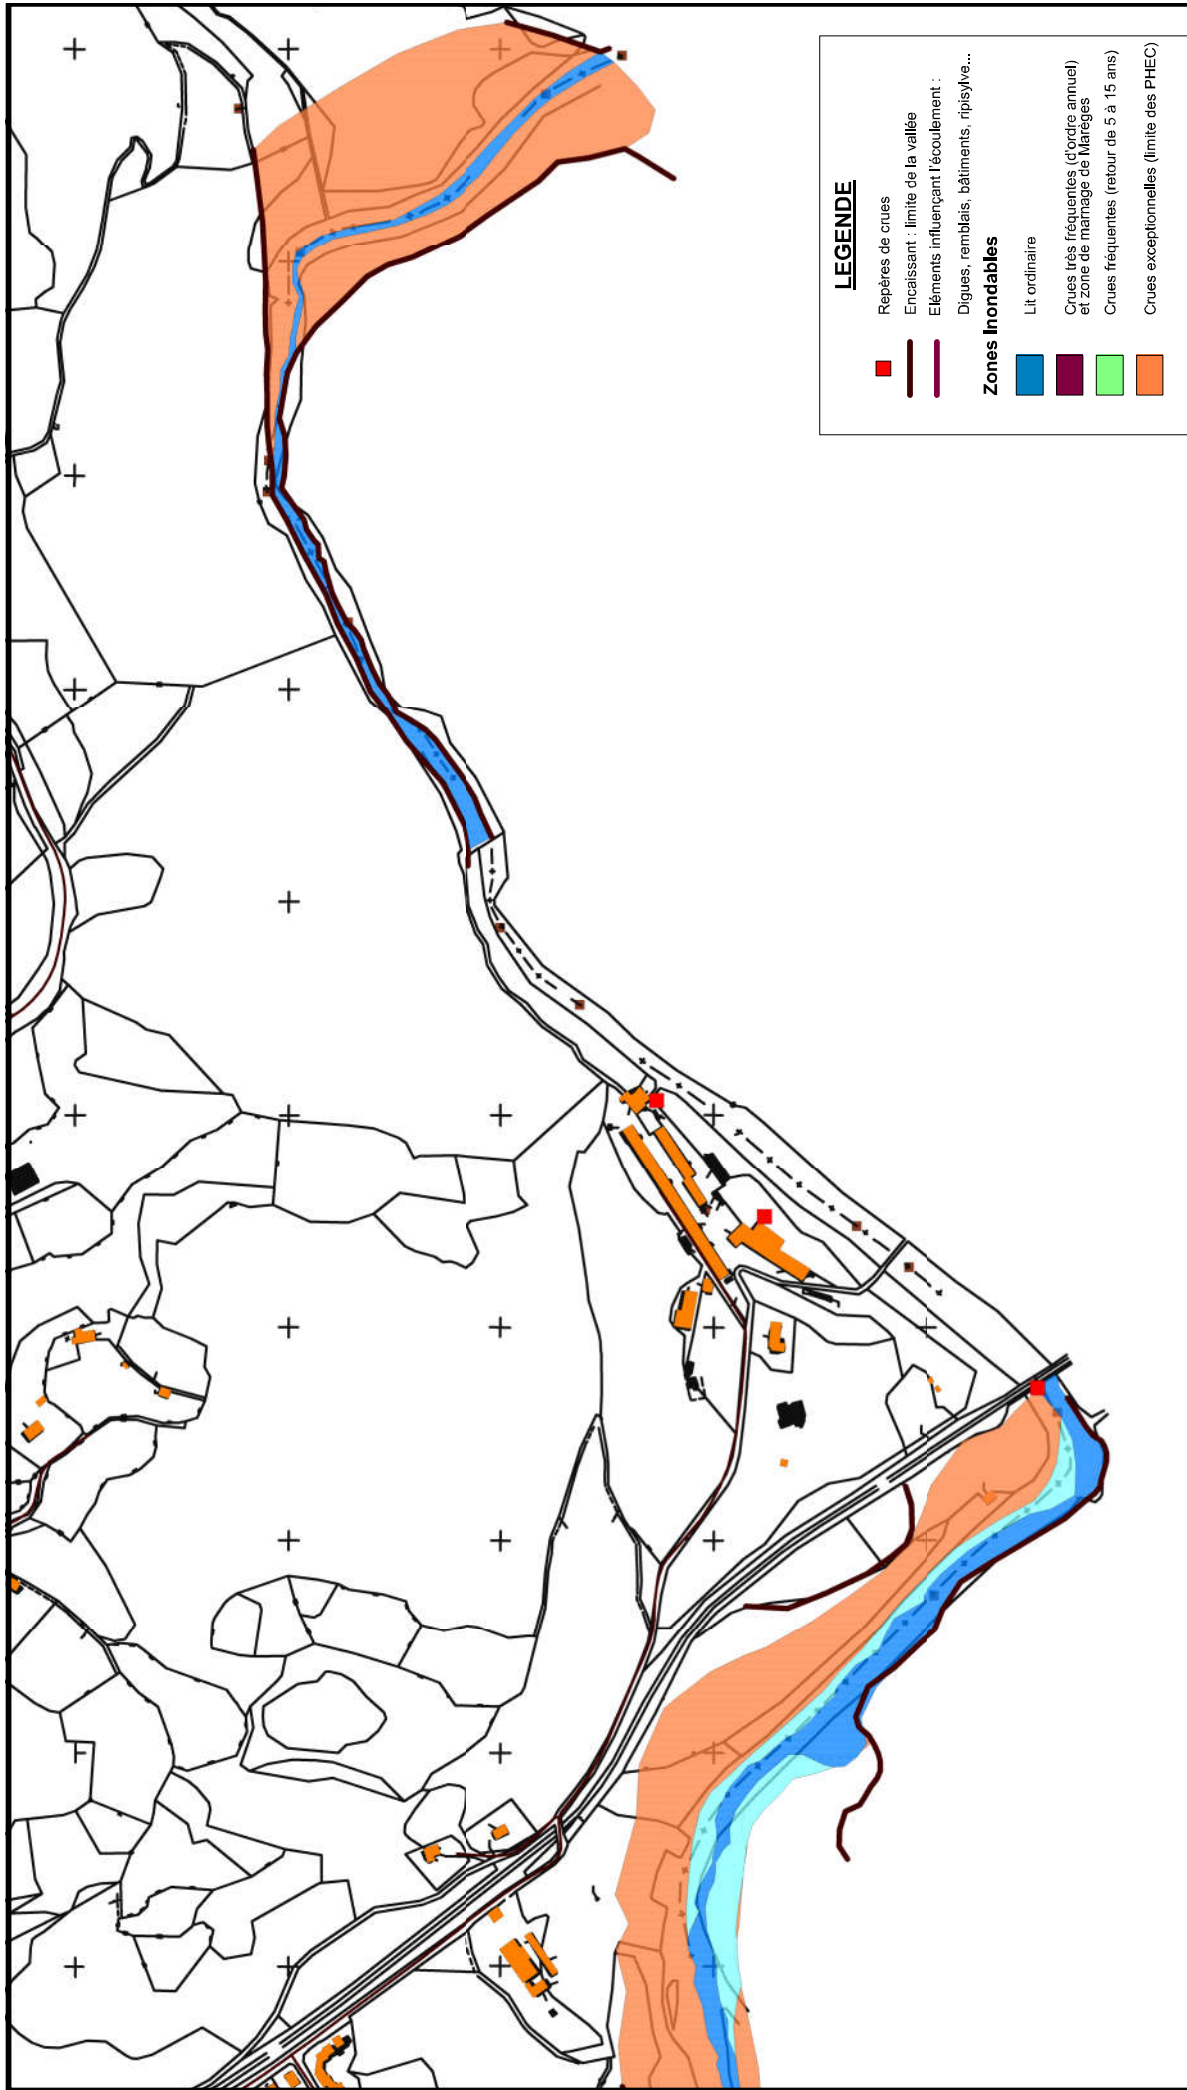 LEGENDE
Repères de crues
Encaissant : limite de la vallée
Eléments influençant l'écoulement :
Digues, remblais, bâtiments, ripisylve...
Zones Inondables
Lit ordinaire
Crues très fréquentes (d'ordre annuel)
et zone de marnage de Marèges
Crues fréquentes (retour de 5 à 15 ans)
Crues exceptionnelles (limite des PHEC)